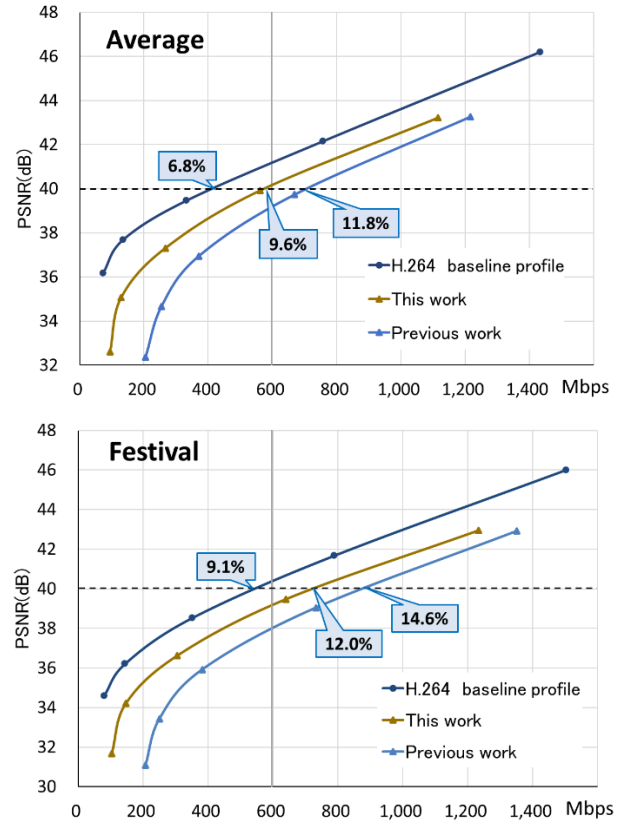 Average
PSNR(dB)
48
46
44
42
40
38
36
34
32
6.8%
9.6%
11.8%
H.264 baseline profile
This work
Previous work
0 200 400 600 800 1,000 1,200 1,400 Mbps
Festival
PSNR(dB)
48
46
44
42
40
38
36
34
32
30
9.1%
12.0%
14.6%
H.264 baseline profile
This work
Previous work
0 200 400 600 800 1,000 1,200 1,400 Mbps